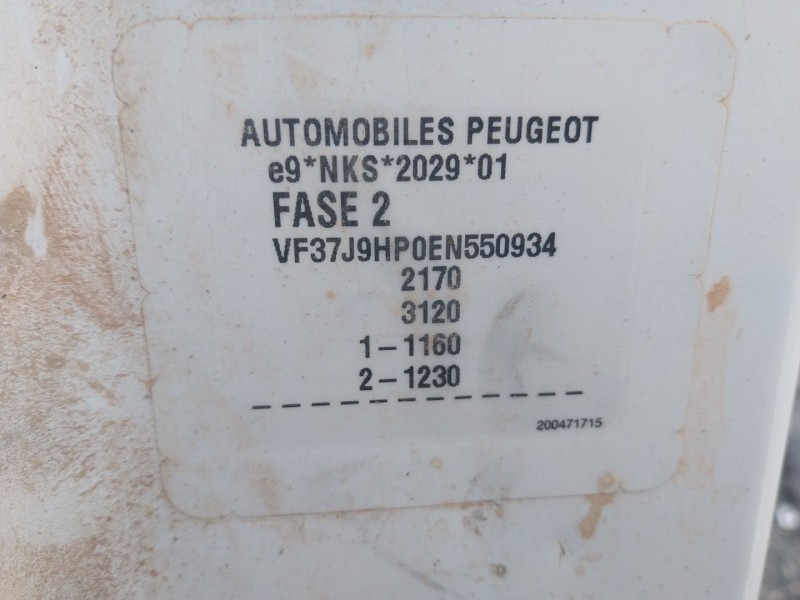 AUTOMOBILES PEUGEOT
e9*NKS*2029*01
FASE 2
VF37J9HP0EN550934
2170
3120
1-1160
2-1230
200471715